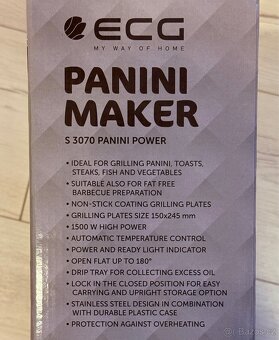 ECG
MY WAY OF HOME
PANINI
MAKER
S 3070 PANINI POWER
• IDEAL FOR GRILLING PANINI, TOASTS,
STEAKS, FISH AND VEGETABLES
• SUITABLE ALSO FOR FAT FREE
BARBECUE PREPARATION
• NON-STICK COATING GRILLING PLATES
• GRILLING PLATES SIZE 150x245 mm
• 1500 W HIGH POWER
• AUTOMATIC TEMPERATURE CONTROL
• POWER AND READY LIGHT INDICATOR
• OPEN FLAT UP TO 180°
• DRIP TRAY FOR COLLECTING EXCESS OIL
• LOCK IN THE CLOSED POSITION FOR EASY
CARRYING AND UPRIGHT STORAGE OPTION
• STAINLESS STEEL DESIGN IN COMBINATION
WITH DURABLE PLASTIC CASE
• PROTECTION AGAINST OVERHEATING